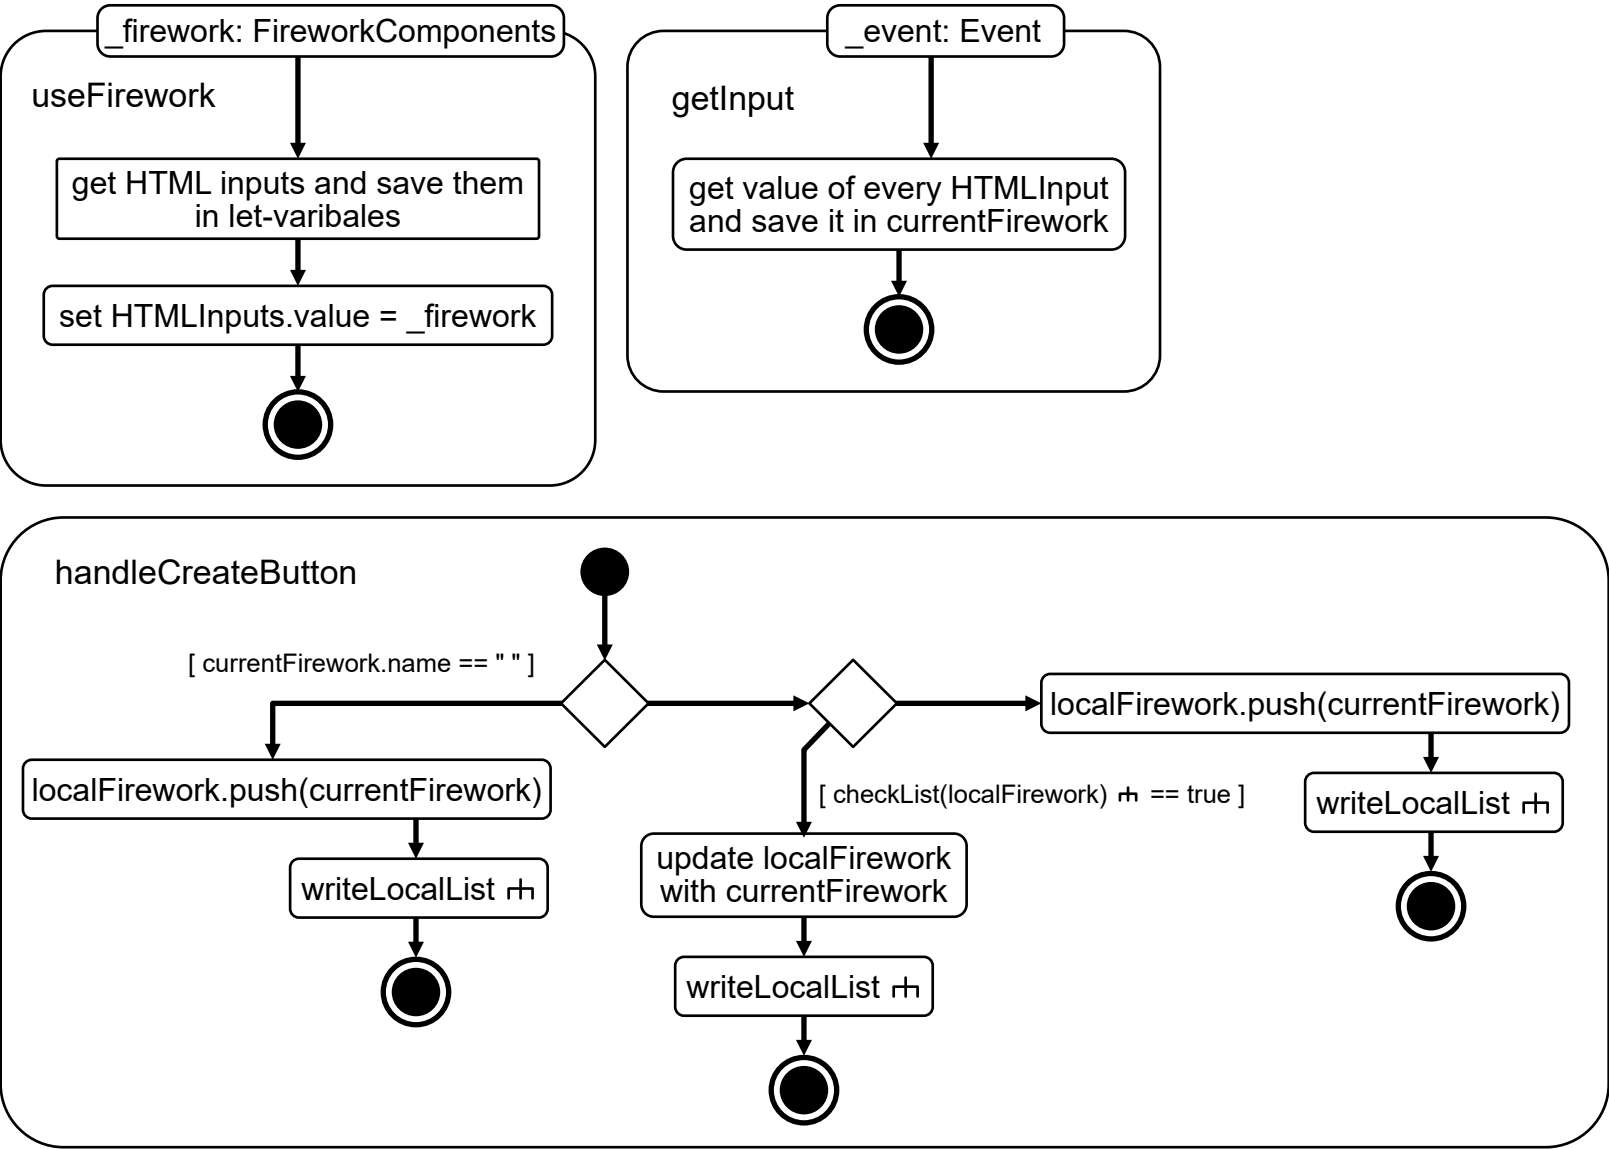 _firework: FireworkComponents
useFirework
get HTML inputs and save them
in let-varibales
set HTMLInputs.value = _firework
_event: Event
getInput
get value of every HTMLInput
and save it in currentFirework
handleCreateButton
[ currentFirework.name == " " ]
localFirework.push(currentFirework)
writeLocalList
[ checkList(localFirework) == true ]
update localFirework
with currentFirework
writeLocalList
localFirework.push(currentFirework)
writeLocalList